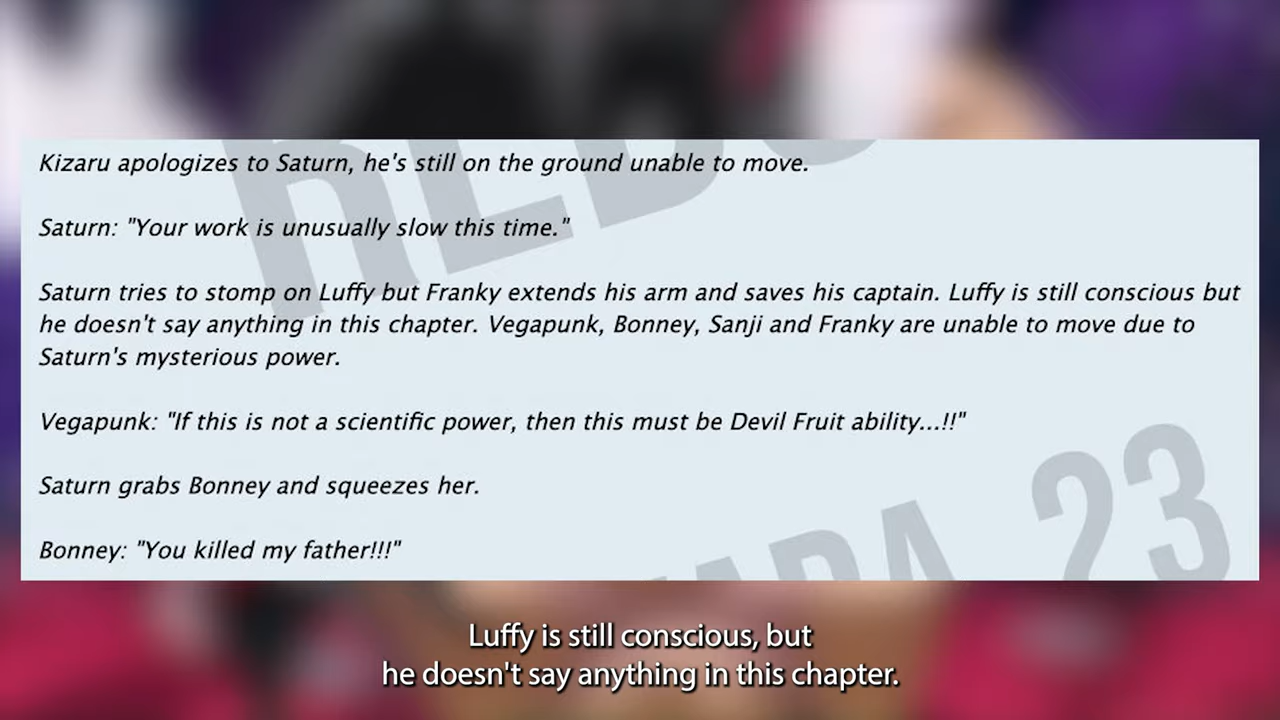 Kizaru apologizes to Saturn, he's still on the ground unable to move.
Saturn: "Your work is unusually slow this time."
Saturn tries to stomp on Luffy but Franky extends his arm and saves his captain. Luffy is still conscious but
he doesn't say anything in this chapter. Vegapunk, Bonney, Sanji and Franky are unable to move due to
Saturn's mysterious power.
Vegapunk: "If this is not a scientific power, then this must be Devil Fruit ability...!!"
Saturn grabs Bonney and squeezes her.
Bonney: "You killed my father!!!"
23
Luffy is still conscious, but
he doesn't say anything in this chapter.